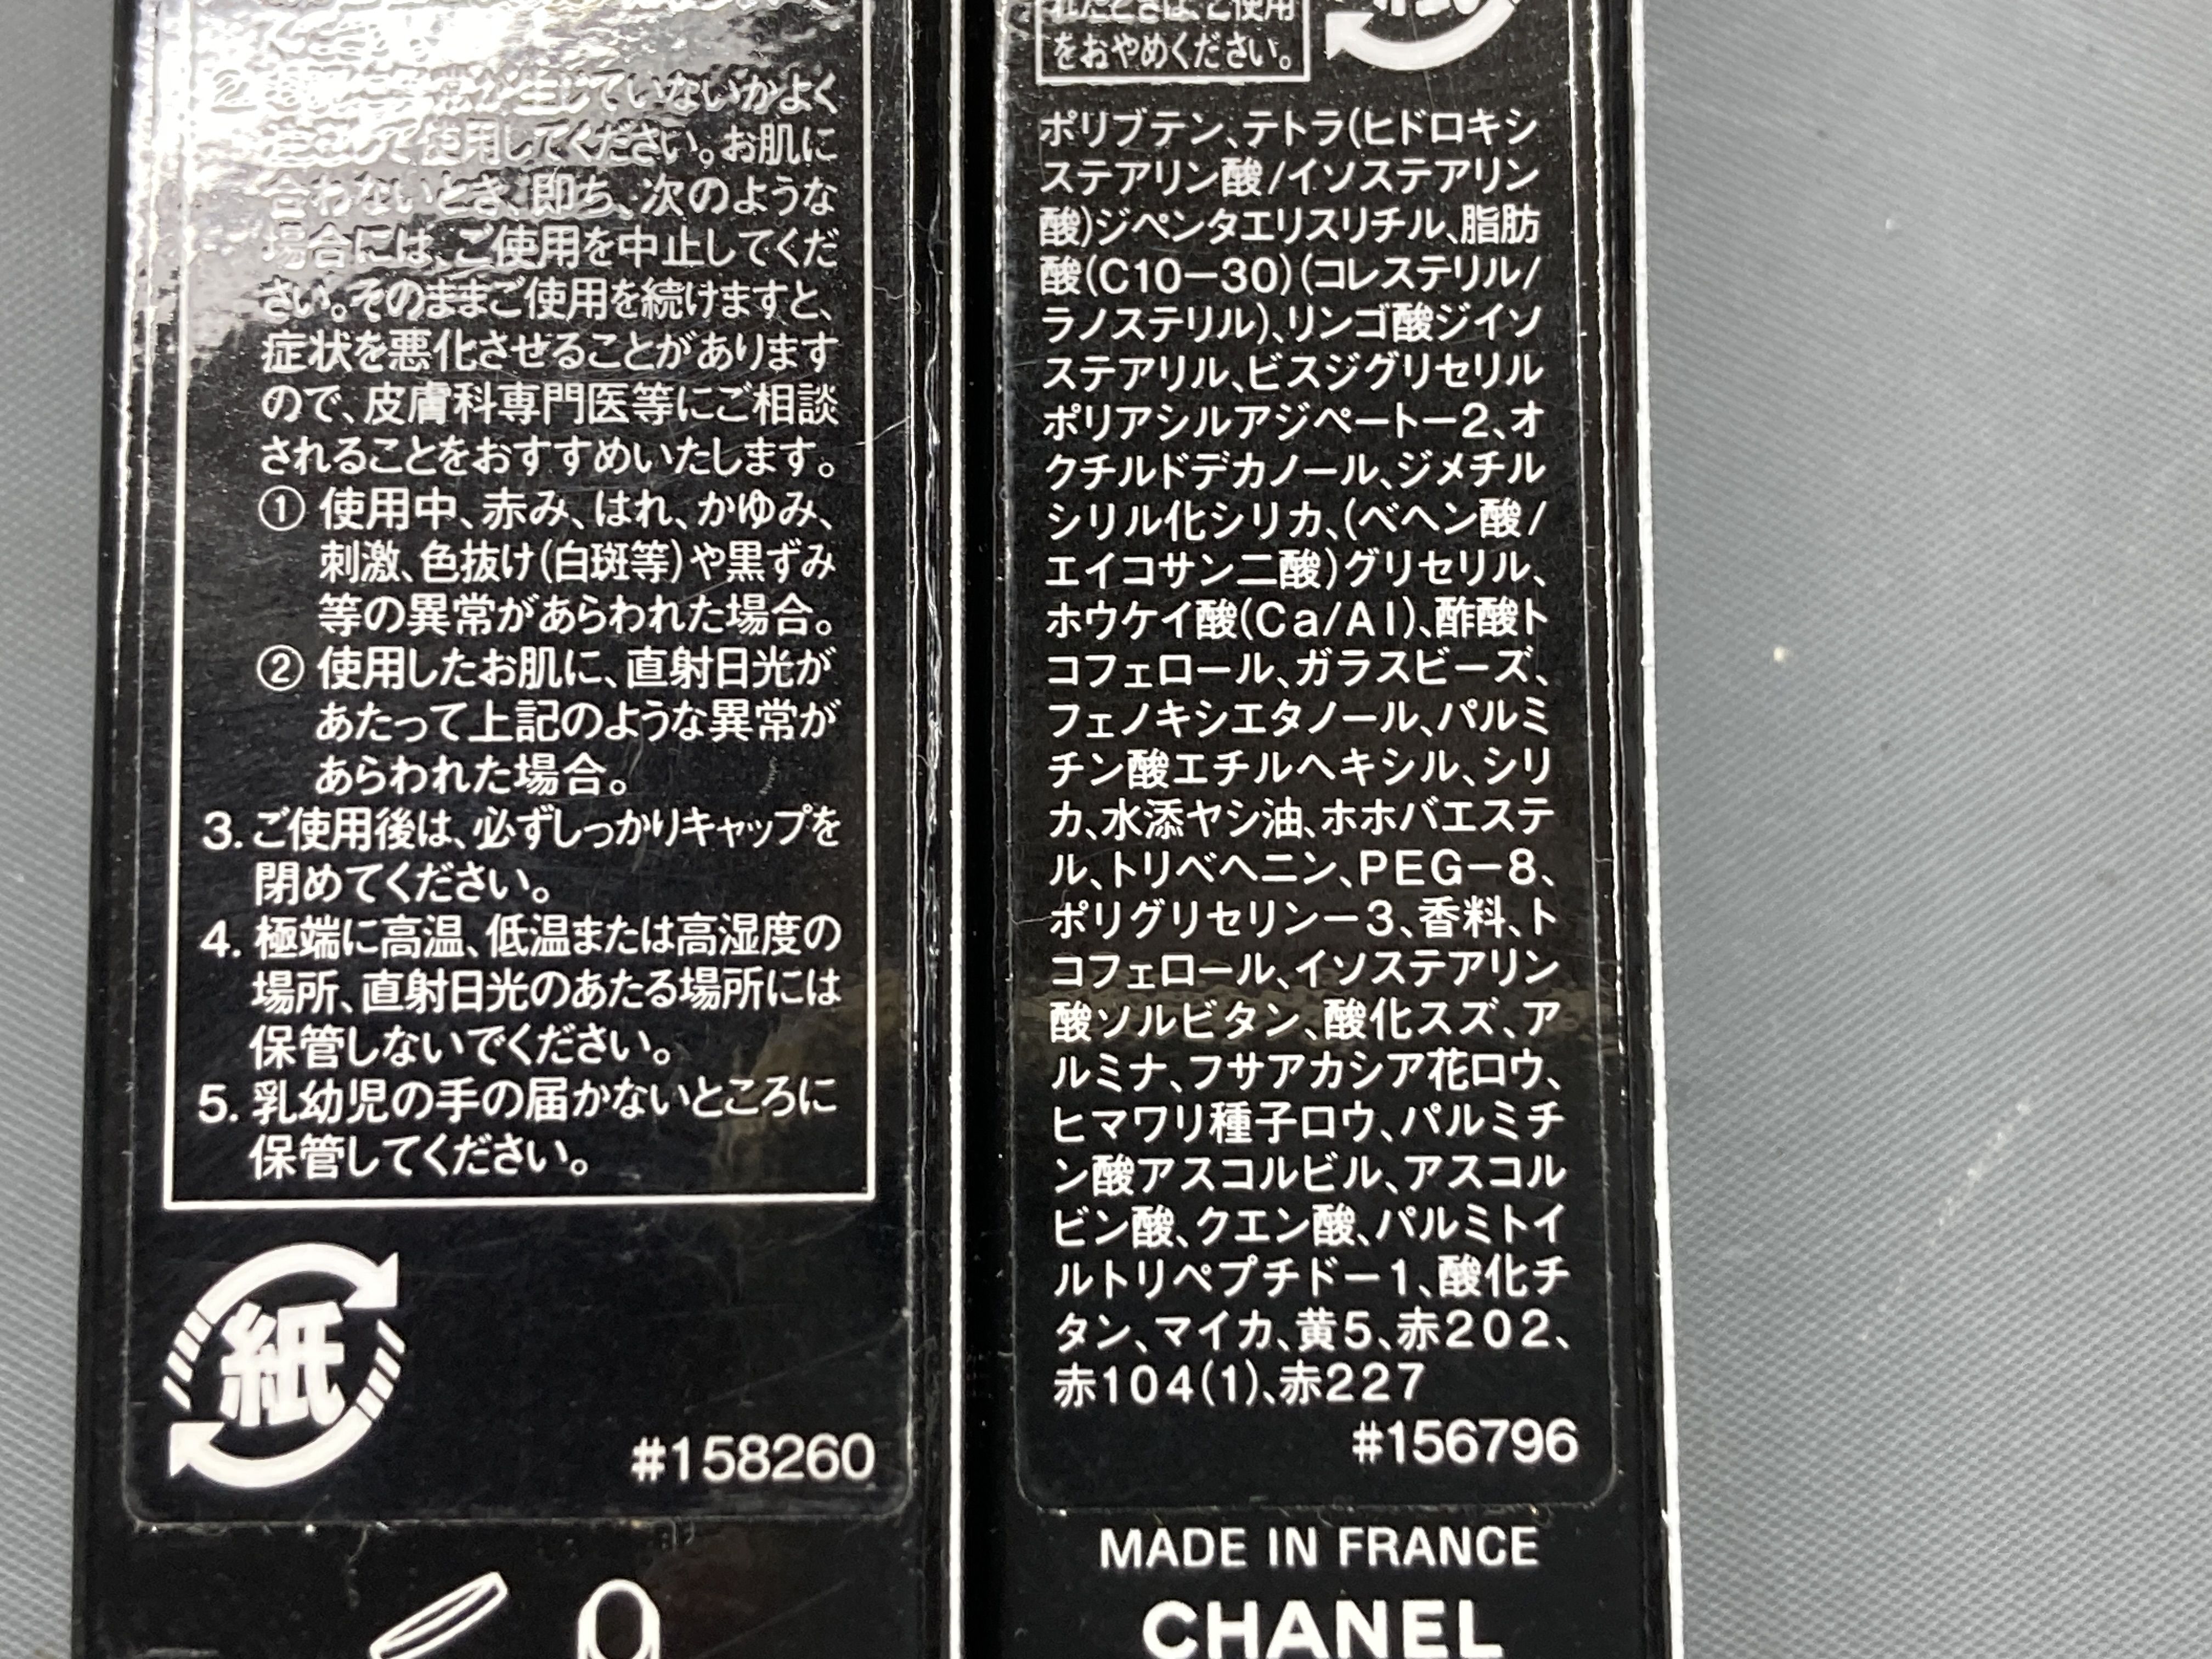 生じていないかよく
使用してください。お肌に
合わないとき、即ち、次のような
場合には、ご使用を中止してくだ
さい。そのままご使用を続けますと、
症状を悪化させることがあります
ので、皮膚科専門医等にご相談
されることをおすすめいたします。
① 使用中、赤み、はれ、かゆみ、
刺激、色抜け(白斑等)や黒ずみ
等の異常があらわれた場合。
② 使用したお肌に、直射日光が
あたって上記のような異常が
あらわれた場合。
3. ご使用後は、必ずしっかりキャップを
閉めてください。
4. 極端に高温、低温または高湿度の
場所、直射日光のあたる場所には
保管しないでください。
5. 乳幼児の手の届かないところに
保管してください。
紙
#158260
れたときは、ご使用
をおやめください。
ポリブテン、テトラ(ヒドロキシ
ステアリン酸/イソステアリン
酸)ジペンタエリスリチル、脂肪
酸(C10−30)(コレステリル/
ラノステリル)、リンゴ酸ジイソ
ステアリル、ビスジグリセリル
ポリアシルアジペート−2、オ
クチルドデカノール、ジメチル
シリル化シリカ、(ベヘン酸/
エイコサン二酸)グリセリル、
ホウケイ酸(Ca/Al)、酢酸ト
コフェロール、ガラスビーズ、
フェノキシエタノール、パルミ
チン酸エチルヘキシル、シリ
カ、水添ヤシ油、ホホバエステ
ル、トリベヘニン、PEG−8、
ポリグリセリン−3、香料、ト
コフェロール、イソステアリン
酸ソルビタン、酸化スズ、ア
ルミナ、フサアカシア花ロウ、
ヒマワリ種子ロウ、パルミチ
ン酸アスコルビル、アスコル
ビン酸、クエン酸、パルミトイ
ルトリペプチド−1、酸化チ
タン、マイカ、黄5、赤202、
赤104(1)、赤227
#156796
MADE IN FRANCE
CHANEL